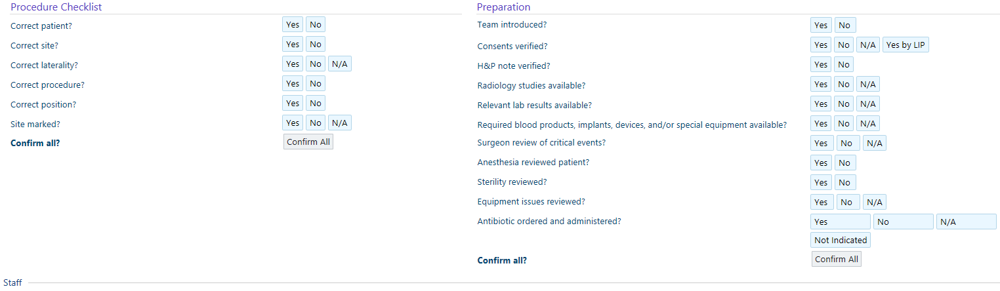 Procedure Checklist
Correct patient? Yes No
Correct site? Yes No
Correct laterality? Yes No N/A
Correct procedure? Yes No
Correct position? Yes No
Site marked? Yes No N/A
Confirm all? Confirm All
Preparation
Team introduced? Yes No
Consents verified? Yes No N/A Yes by LIP
H&P note verified? Yes No
Radiology studies available? Yes No N/A
Relevant lab results available? Yes No N/A
Required blood products, implants, devices, and/or special equipment available? Yes No N/A
Surgeon review of critical events? Yes No N/A
Anesthesia reviewed patient? Yes No
Sterility reviewed? Yes No
Equipment issues reviewed? Yes No N/A
Antibiotic ordered and administered? Yes No N/A
Not Indicated
Confirm all? Confirm All
Staff